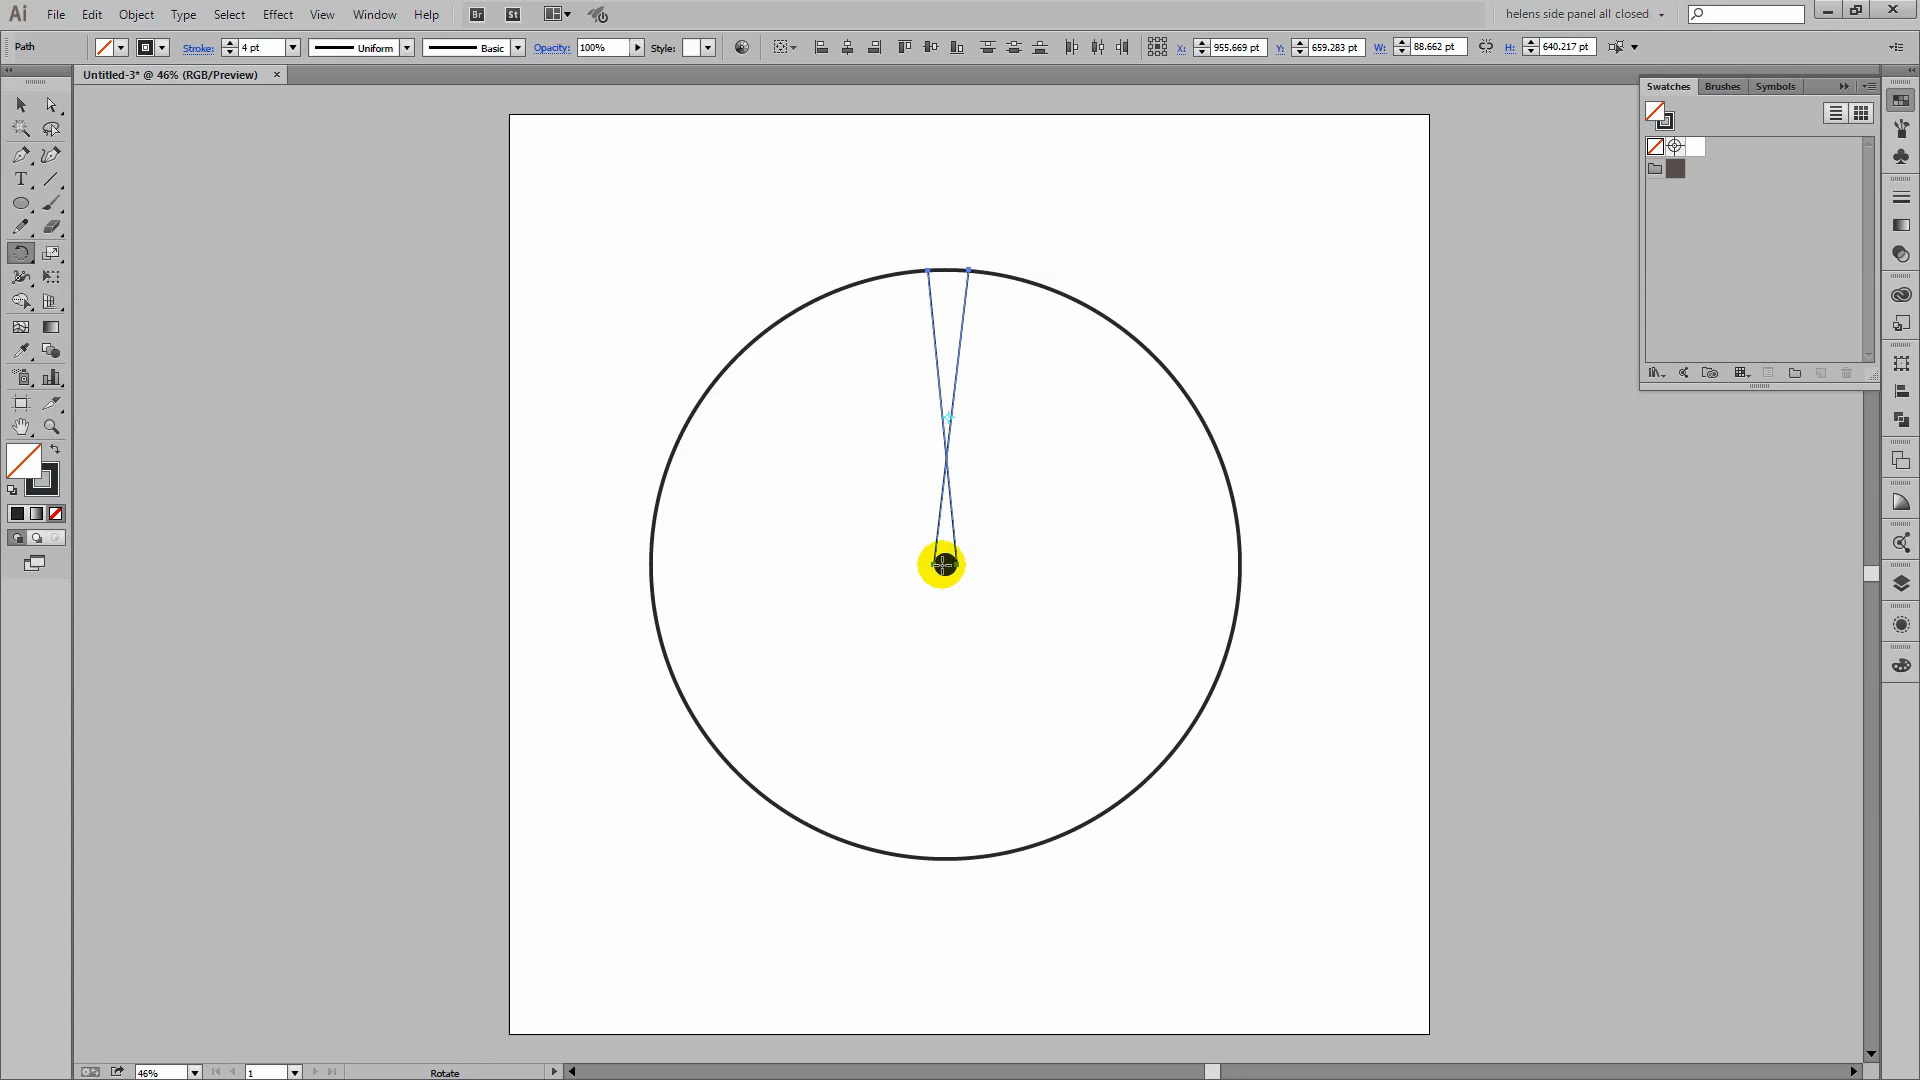 Ai File Edit Object Type Select Effect View Window Help Br St helens side panel all closed
Path Stroke: 4 pt Uniform Basic Opacity: 100% Style: X: 955.669 pt Y: 659.283 pt W: 88.662 pt H: 640.217 pt
Untitled-3* @ 46% (RGB/Preview) ×
Swatches Brushes Symbols
T
46% 1 Rotate